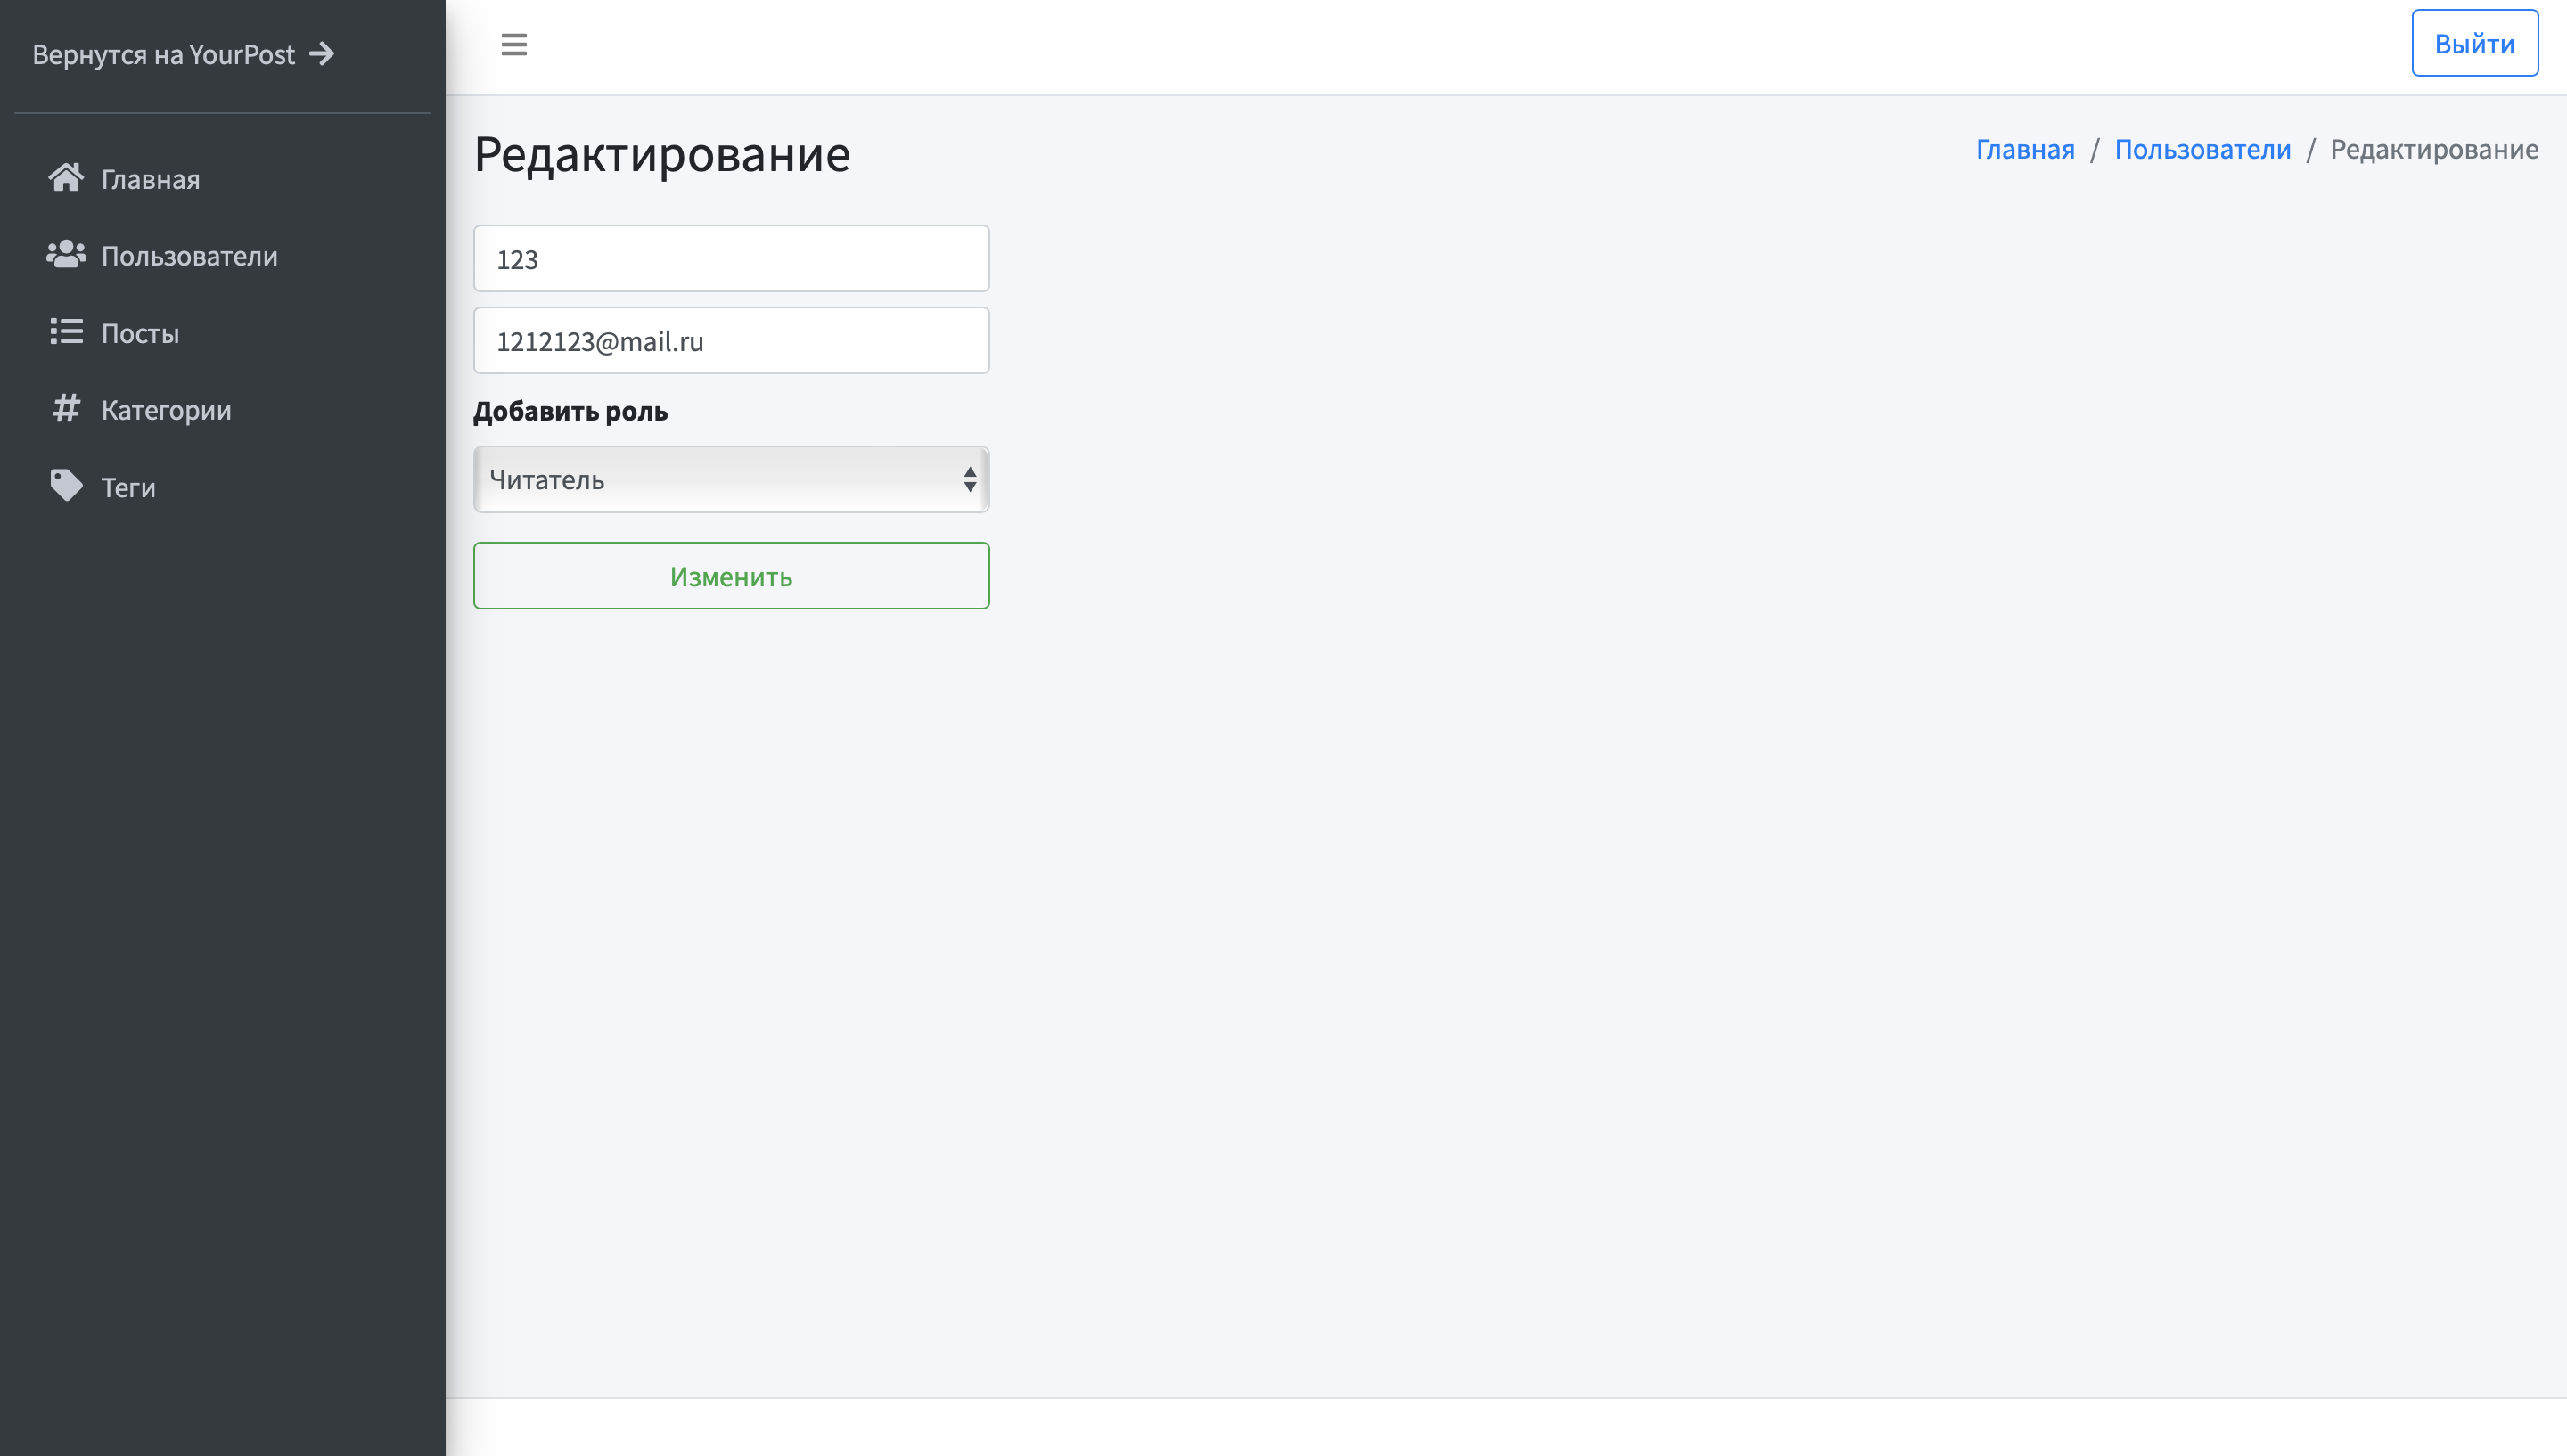 Вернутся на YourPost
Выйти
Главная
Пользователи
Посты
Категории
Теги
Редактирование
Главная / Пользователи / Редактирование
123
1212123@mail.ru
Добавить роль
Читатель
Изменить